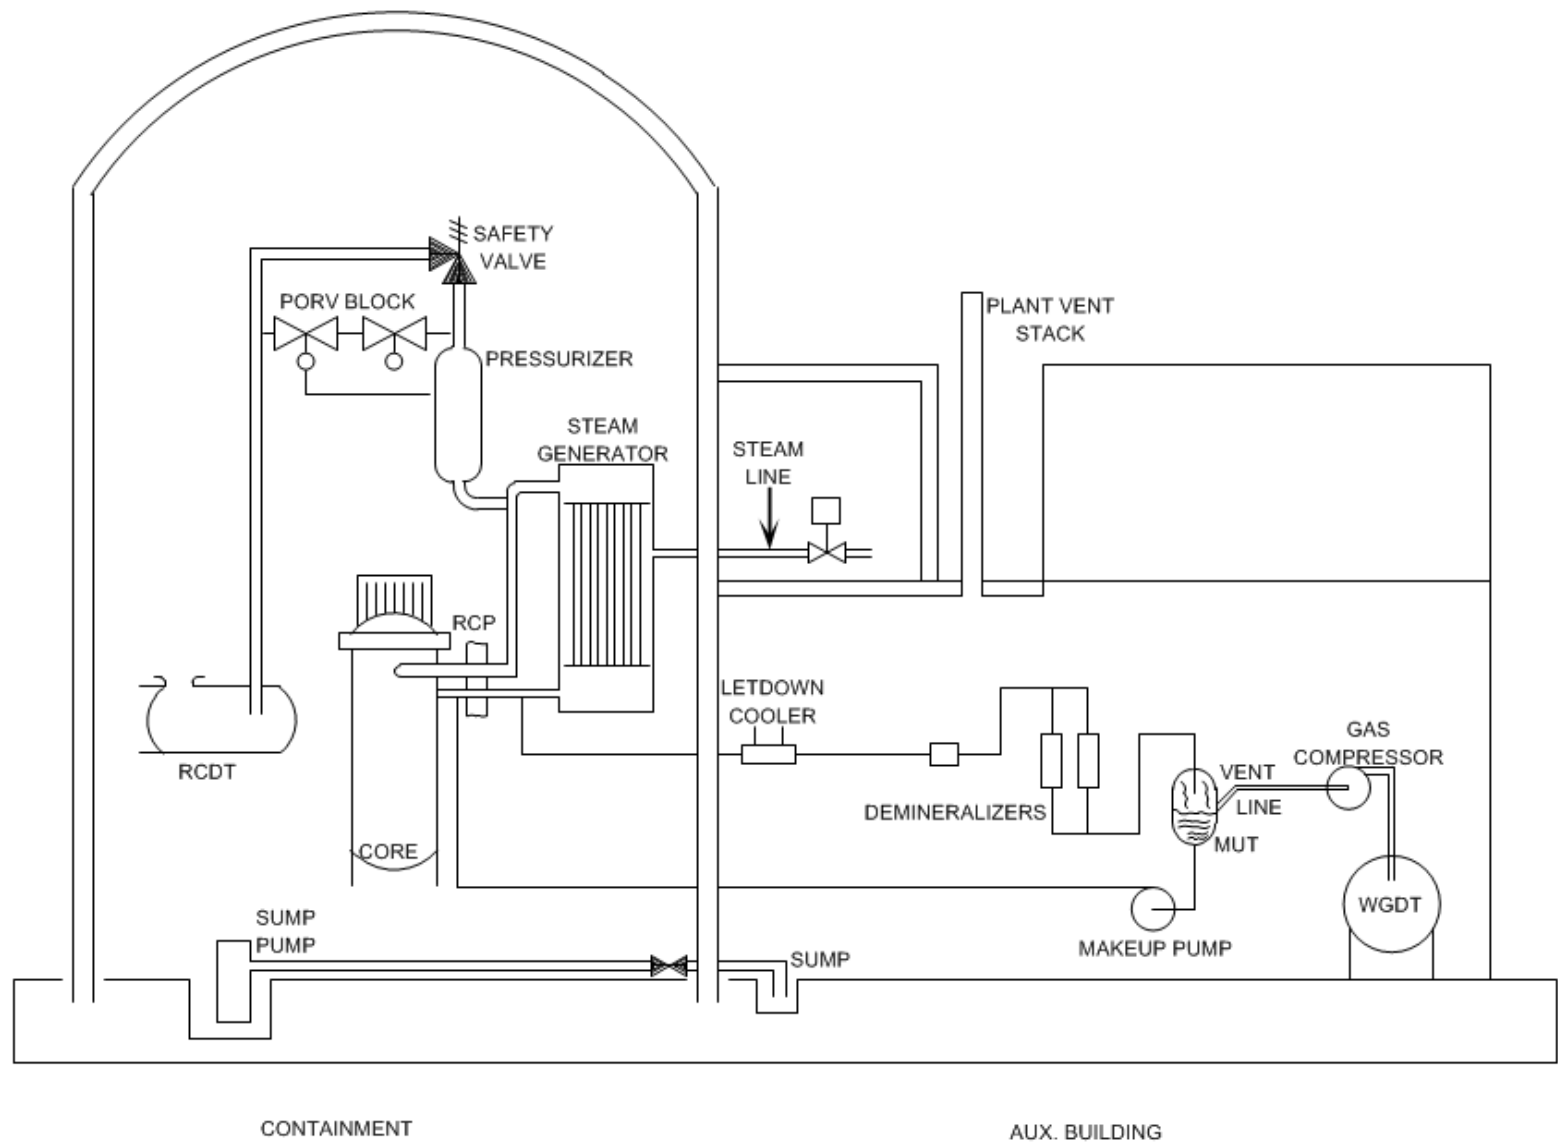 SAFETY
VALVE
PORV BLOCK
PLANT VENT
STACK
PRESSURIZER
STEAM
GENERATOR
STEAM
LINE
RCP
LETDOWN
COOLER
GAS
COMPRESSOR
RCDT
VENT
LINE
DEMINERALIZERS
MUT
CORE
WGDT
SUMP
PUMP
MAKEUP PUMP
SUMP
CONTAINMENT
AUX. BUILDING